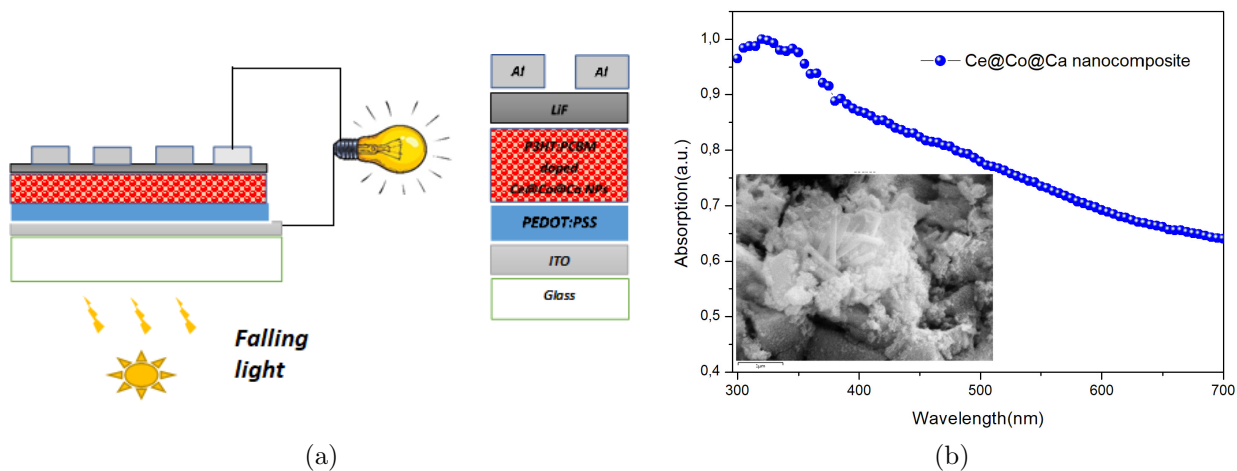 Al Al
LiF
P3HT:PCBM
doped
Ce@Co@Ca NPs
PEDOT:PSS
ITO
Glass
Falling
light
(a)
1,0
0,9
0,8
0,7
0,6
0,5
0,4
Absorption(a.u.)
Ce@Co@Ca nanocomposite
1μm
300 400 500 600 700
Wavelength(nm)
(b)